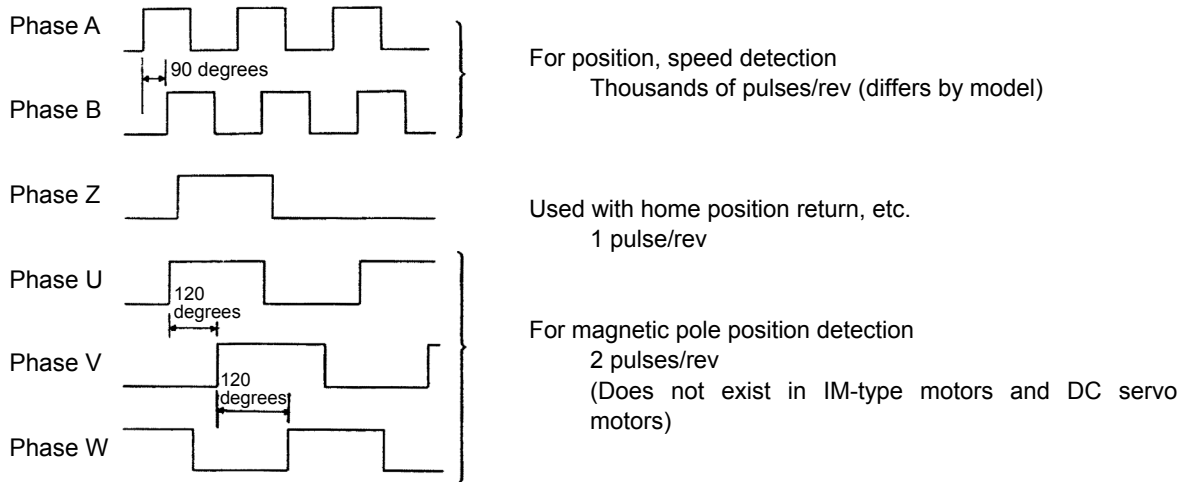 Phase A
90 degrees
Phase B
For position, speed detection
Thousands of pulses/rev (differs by model)
Phase Z
Used with home position return, etc.
1 pulse/rev
Phase U
120
degrees
Phase V
120
degrees
Phase W
For magnetic pole position detection
2 pulses/rev
(Does not exist in IM-type motors and DC servo
motors)